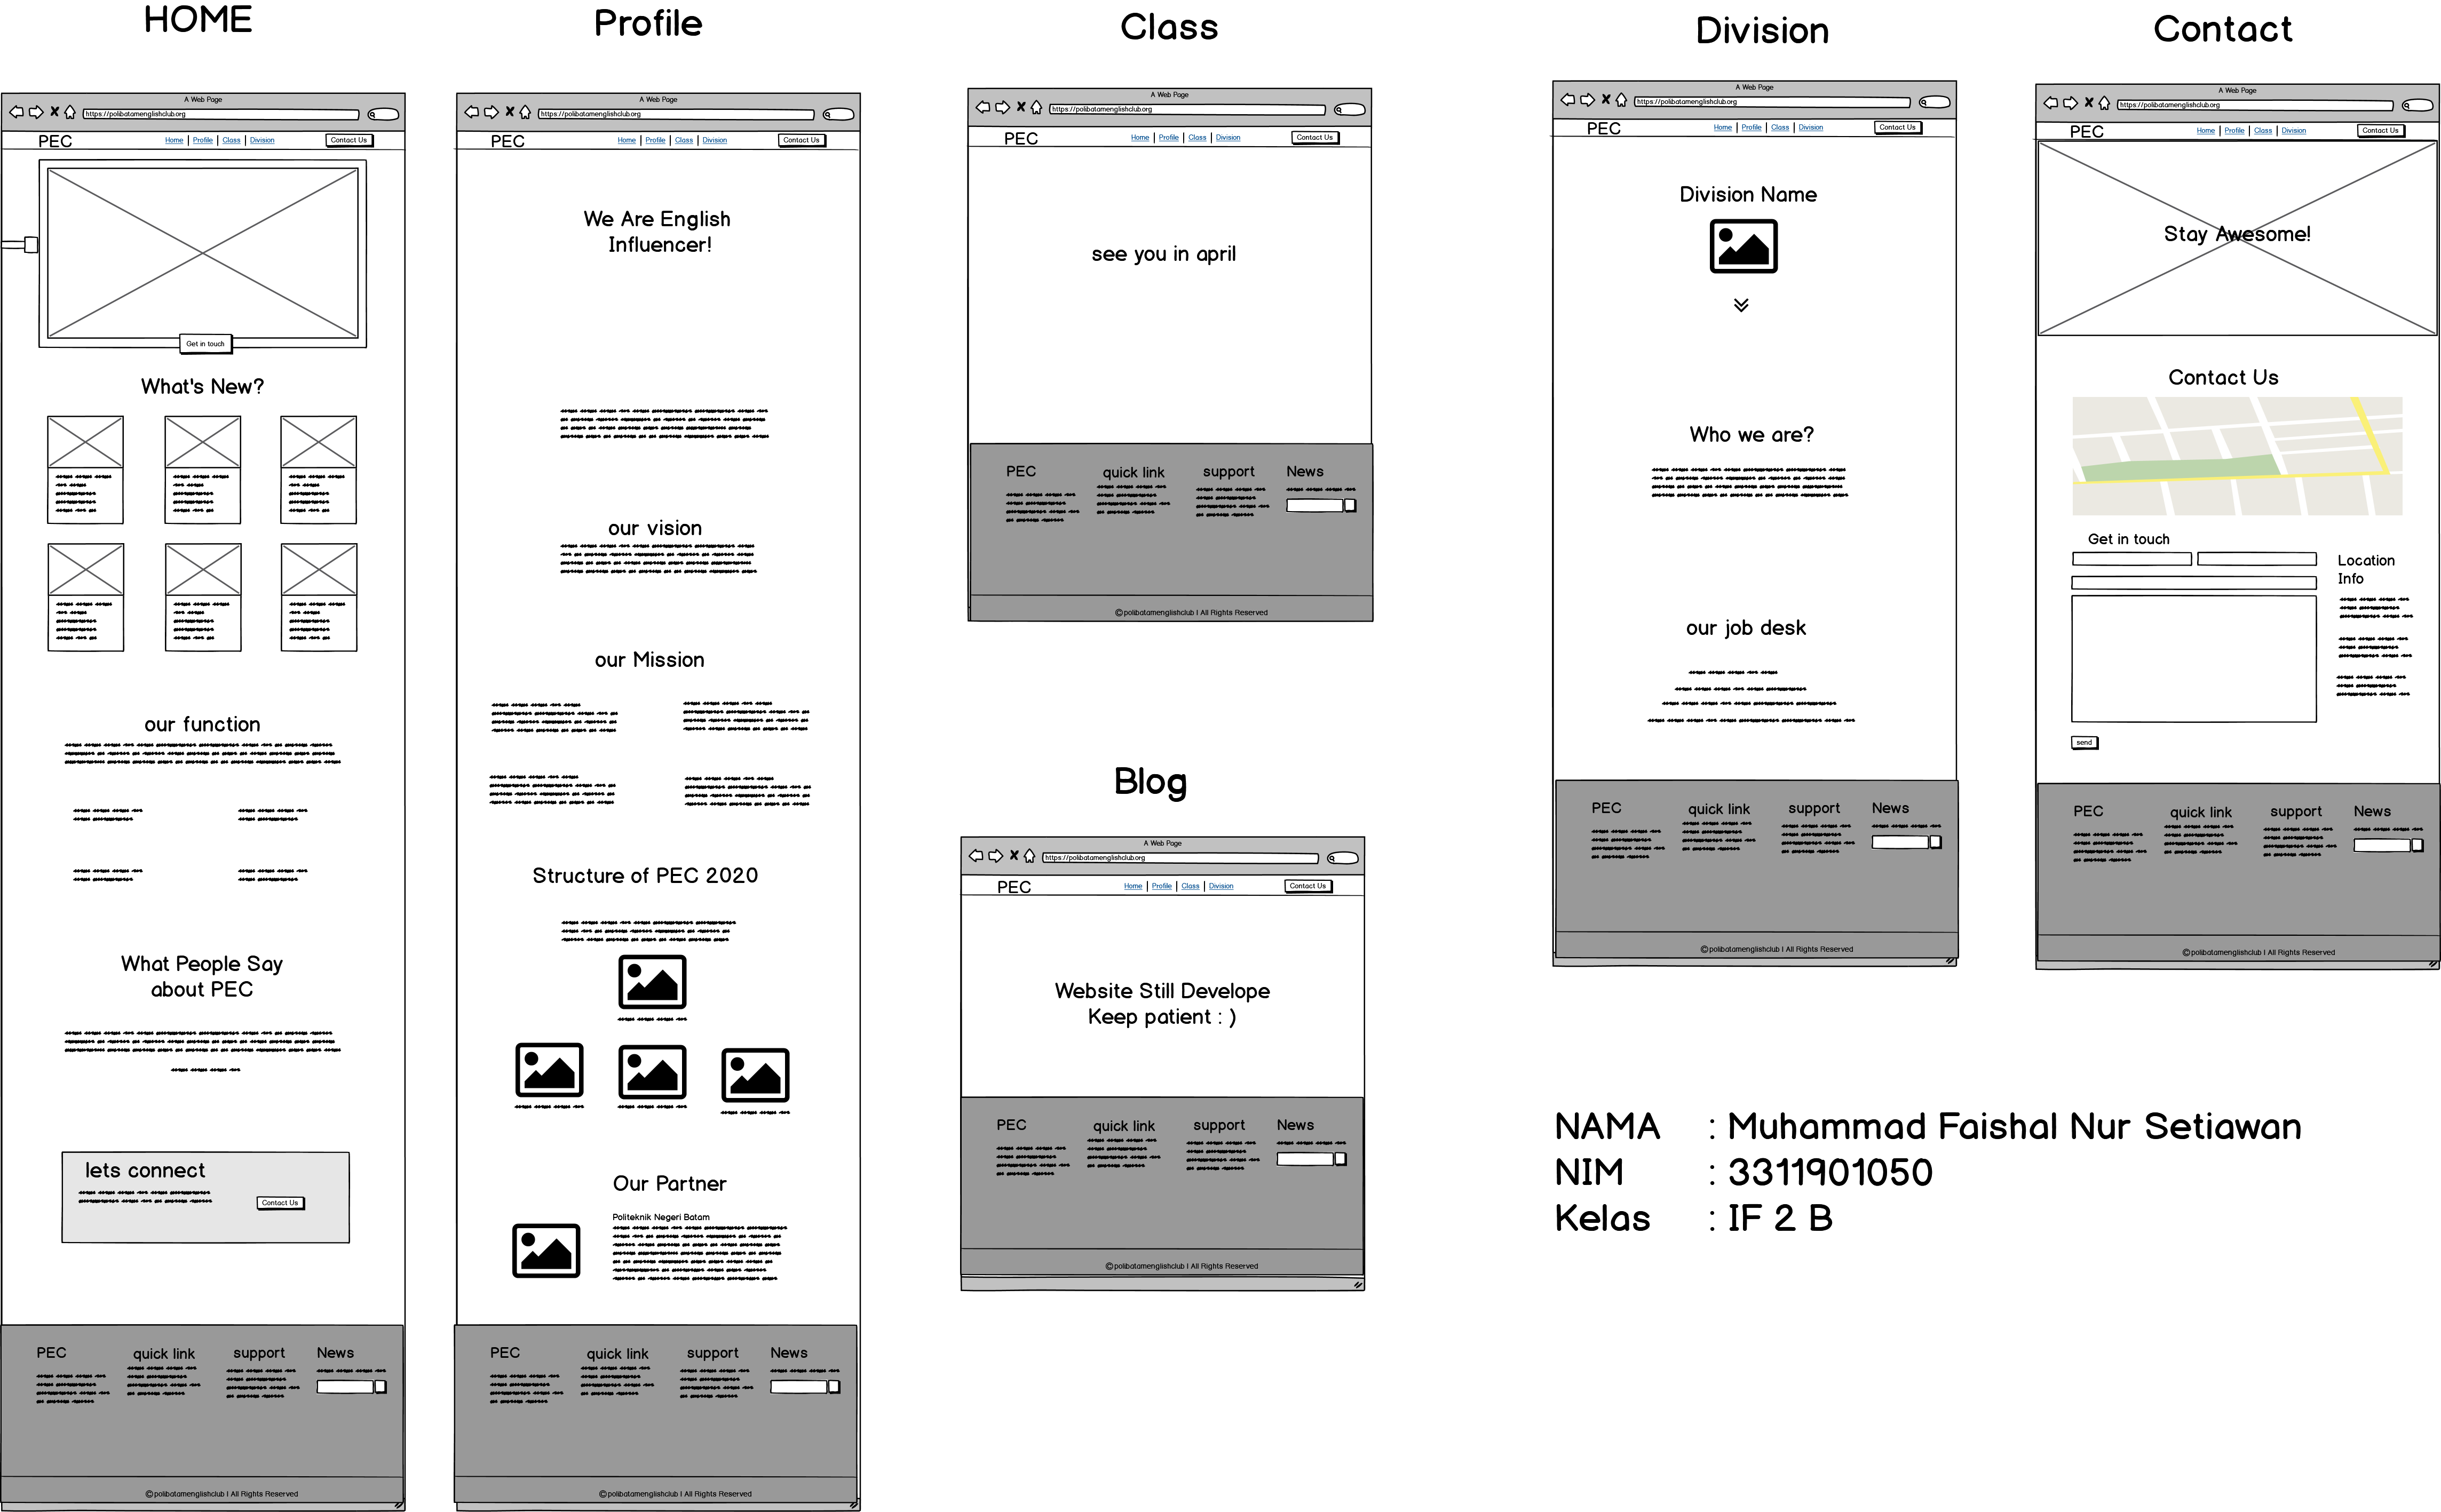 HOME
A Web Page
https://polibatamenglishclub.org
PEC
Home | Profile | Class | Division
Contact Us
Get in touch
What's New?
our function
What People Say
about PEC
lets connect
Contact Us
PEC
quick link
support
News
©polibatamenglishclub | All Rights Reserved
Profile
A Web Page
https://polibatamenglishclub.org
PEC
Home | Profile | Class | Division
Contact Us
We Are English
Influencer!
our vision
our Mission
Structure of PEC 2020
Our Partner
Politeknik Negeri Batam
PEC
quick link
support
News
©polibatamenglishclub | All Rights Reserved
Class
A Web Page
https://polibatamenglishclub.org
PEC
Home | Profile | Class | Division
Contact Us
see you in april
PEC
quick link
support
News
©polibatamenglishclub | All Rights Reserved
Blog
A Web Page
https://polibatamenglishclub.org
PEC
Home | Profile | Class | Division
Contact Us
Website Still Develope
Keep patient : )
PEC
quick link
support
News
©polibatamenglishclub | All Rights Reserved
Division
A Web Page
https://polibatamenglishclub.org
PEC
Home | Profile | Class | Division
Contact Us
Division Name
Who we are?
our job desk
PEC
quick link
support
News
©polibatamenglishclub | All Rights Reserved
Contact
A Web Page
https://polibatamenglishclub.org
PEC
Home | Profile | Class | Division
Contact Us
Stay Awesome!
Contact Us
Get in touch
Location
Info
send
PEC
quick link
support
News
©polibatamenglishclub | All Rights Reserved
NAMA : Muhammad Faishal Nur Setiawan
NIM : 3311901050
Kelas : IF 2 B